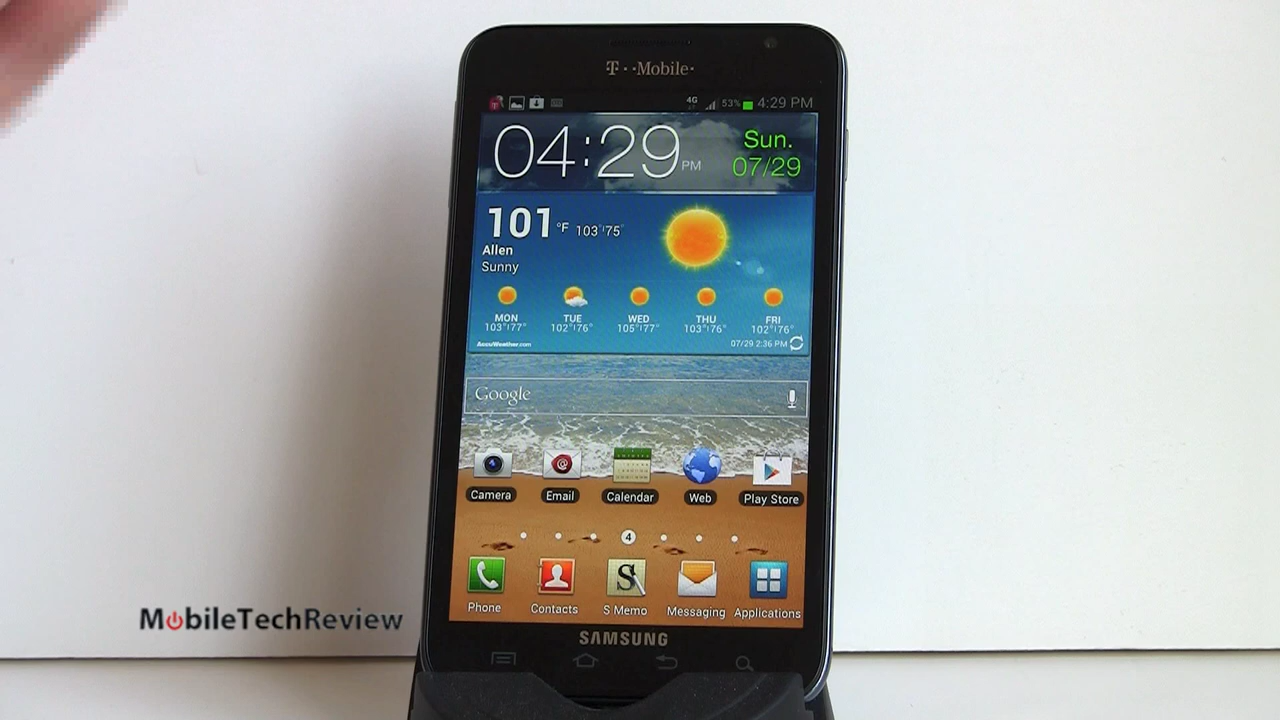 T··Mobile·
4G 53% 4:29 PM
04:29 PM
Sun.
07/29
101 °F 103°/75°
Allen
Sunny
MON TUE WED THU FRI
103°/77° 102°/76° 105°/77° 103°/76° 102°/76°
AccuWeather.com 07/29 2:36 PM
Google
Camera Email Calendar Web Play Store
4
S
Phone Contacts S Memo Messaging Applications
MobileTechReview
SAMSUNG